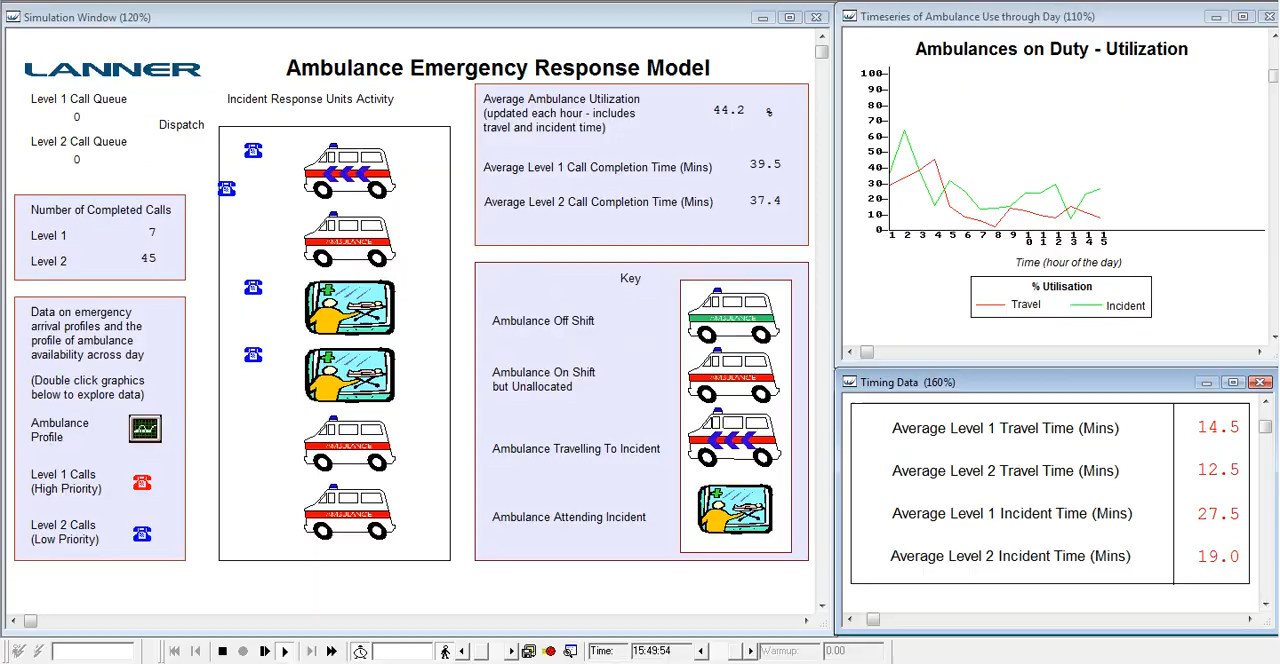 Simulation Window (120%)
LANNER
Ambulance Emergency Response Model
Level 1 Call Queue
0
Level 2 Call Queue
0
Dispatch
Incident Response Units Activity
Number of Completed Calls
Level 1 7
Level 2 45
Data on emergency
arrival profiles and the
profile of ambulance
availability across day
(Double click graphics
below to explore data)
Ambulance
Profile
Level 1 Calls
(High Priority)
Level 2 Calls
(Low Priority)
AMBULANCE
AMBULANCE
AMBULANCE
Average Ambulance Utilization
(updated each hour - includes
travel and incident time)
44.2 %
Average Level 1 Call Completion Time (Mins) 39.5
Average Level 2 Call Completion Time (Mins) 37.4
Key
Ambulance Off Shift
AMBULANCE
Ambulance On Shift
but Unallocated
AMBULANCE
Ambulance Travelling To Incident
Ambulance Attending Incident
Timeseries of Ambulance Use through Day (110%)
Ambulances on Duty - Utilization
100
90
80
70
60
50
40
30
20
10
0
1 2 3 4 5 6 7 8 9 10 11 12 13 14 15
Time (hour of the day)
% Utilisation
Travel Incident
Timing Data (160%)
Average Level 1 Travel Time (Mins) 14.5
Average Level 2 Travel Time (Mins) 12.5
Average Level 1 Incident Time (Mins) 27.5
Average Level 2 Incident Time (Mins) 19.0
Time: 15:49:54 Warmup: 0.00